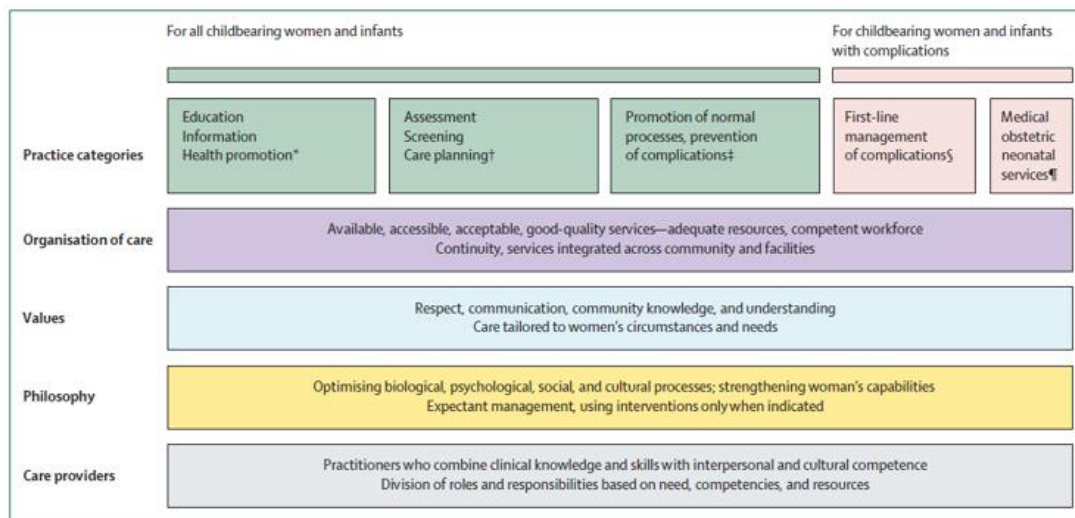 For all childbearing women and infants
For childbearing women and infants
with complications
Practice categories
Education
Information
Health promotion*
Assessment
Screening
Care planning†
Promotion of normal
processes, prevention
of complications‡
First-line
management
of complications§
Medical
obstetric
neonatal
services¶
Organisation of care
Available, accessible, acceptable, good-quality services—adequate resources, competent workforce
Continuity, services integrated across community and facilities
Values
Respect, communication, community knowledge, and understanding
Care tailored to women's circumstances and needs
Philosophy
Optimising biological, psychological, social, and cultural processes; strengthening woman's capabilities
Expectant management, using interventions only when indicated
Care providers
Practitioners who combine clinical knowledge and skills with interpersonal and cultural competence
Division of roles and responsibilities based on need, competencies, and resources